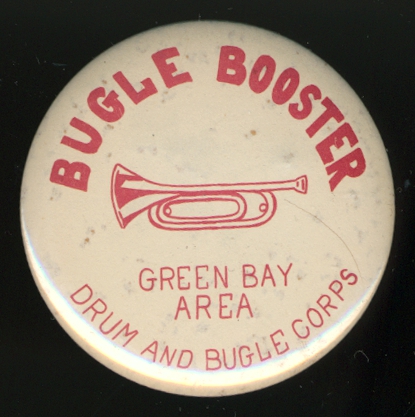 BUGLE BOOSTER
GREEN BAY
AREA
DRUM AND BUGLE CORPS